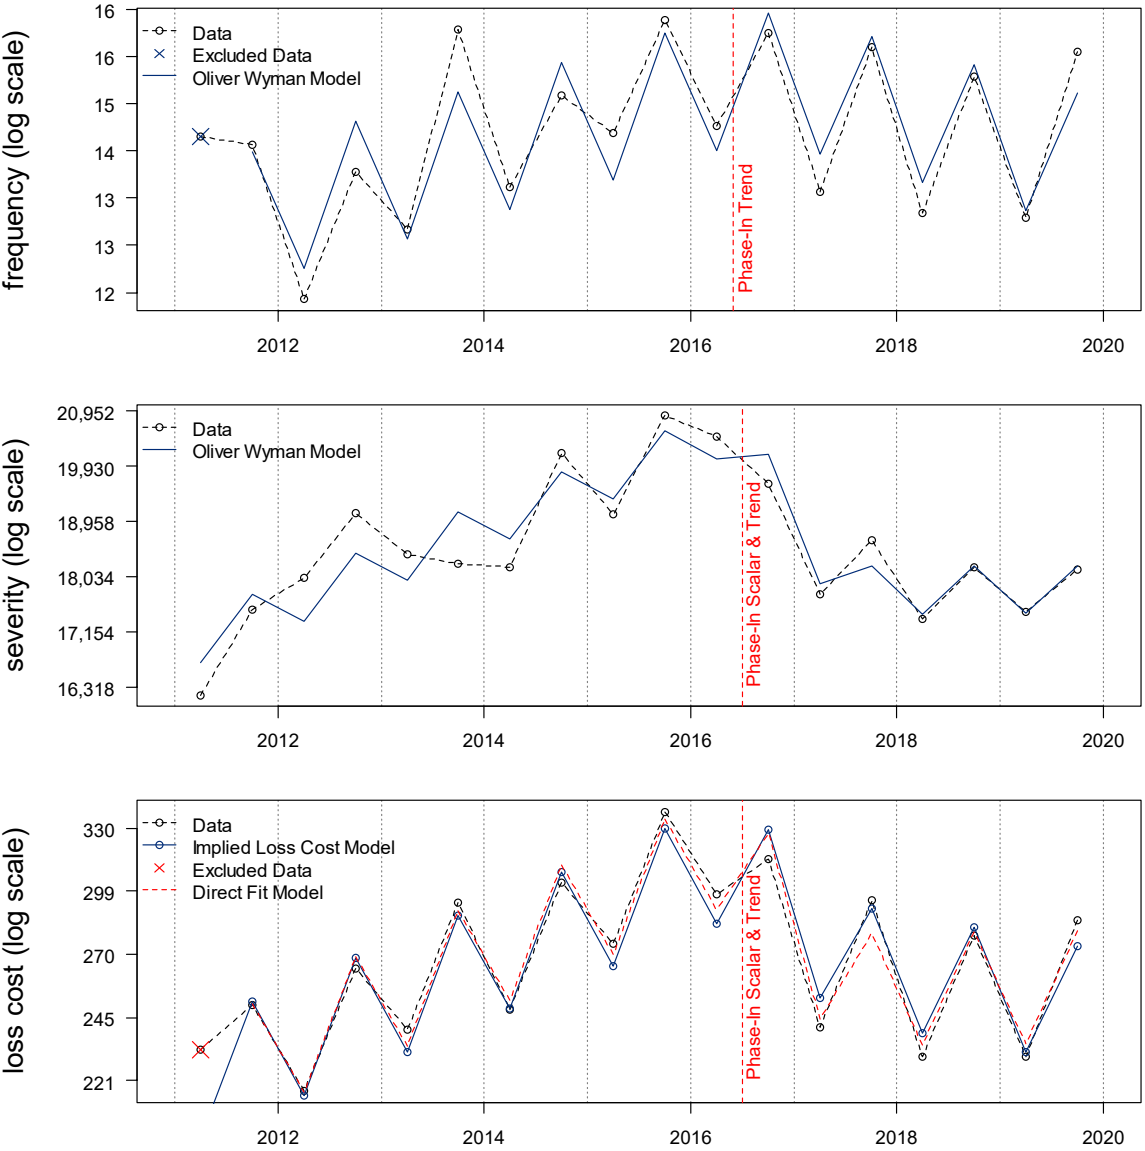 frequency (log scale)
16
16
15
14
13
13
12
Data
Excluded Data
Oliver Wyman Model
Phase-In Trend
2012
2014
2016
2018
2020
severity (log scale)
20,952
19,930
18,958
18,034
17,154
16,318
Data
Oliver Wyman Model
Phase-In Scalar & Trend
2012
2014
2016
2018
2020
loss cost (log scale)
330
299
270
245
221
Data
Implied Loss Cost Model
Excluded Data
Direct Fit Model
Phase-In Scalar & Trend
2012
2014
2016
2018
2020